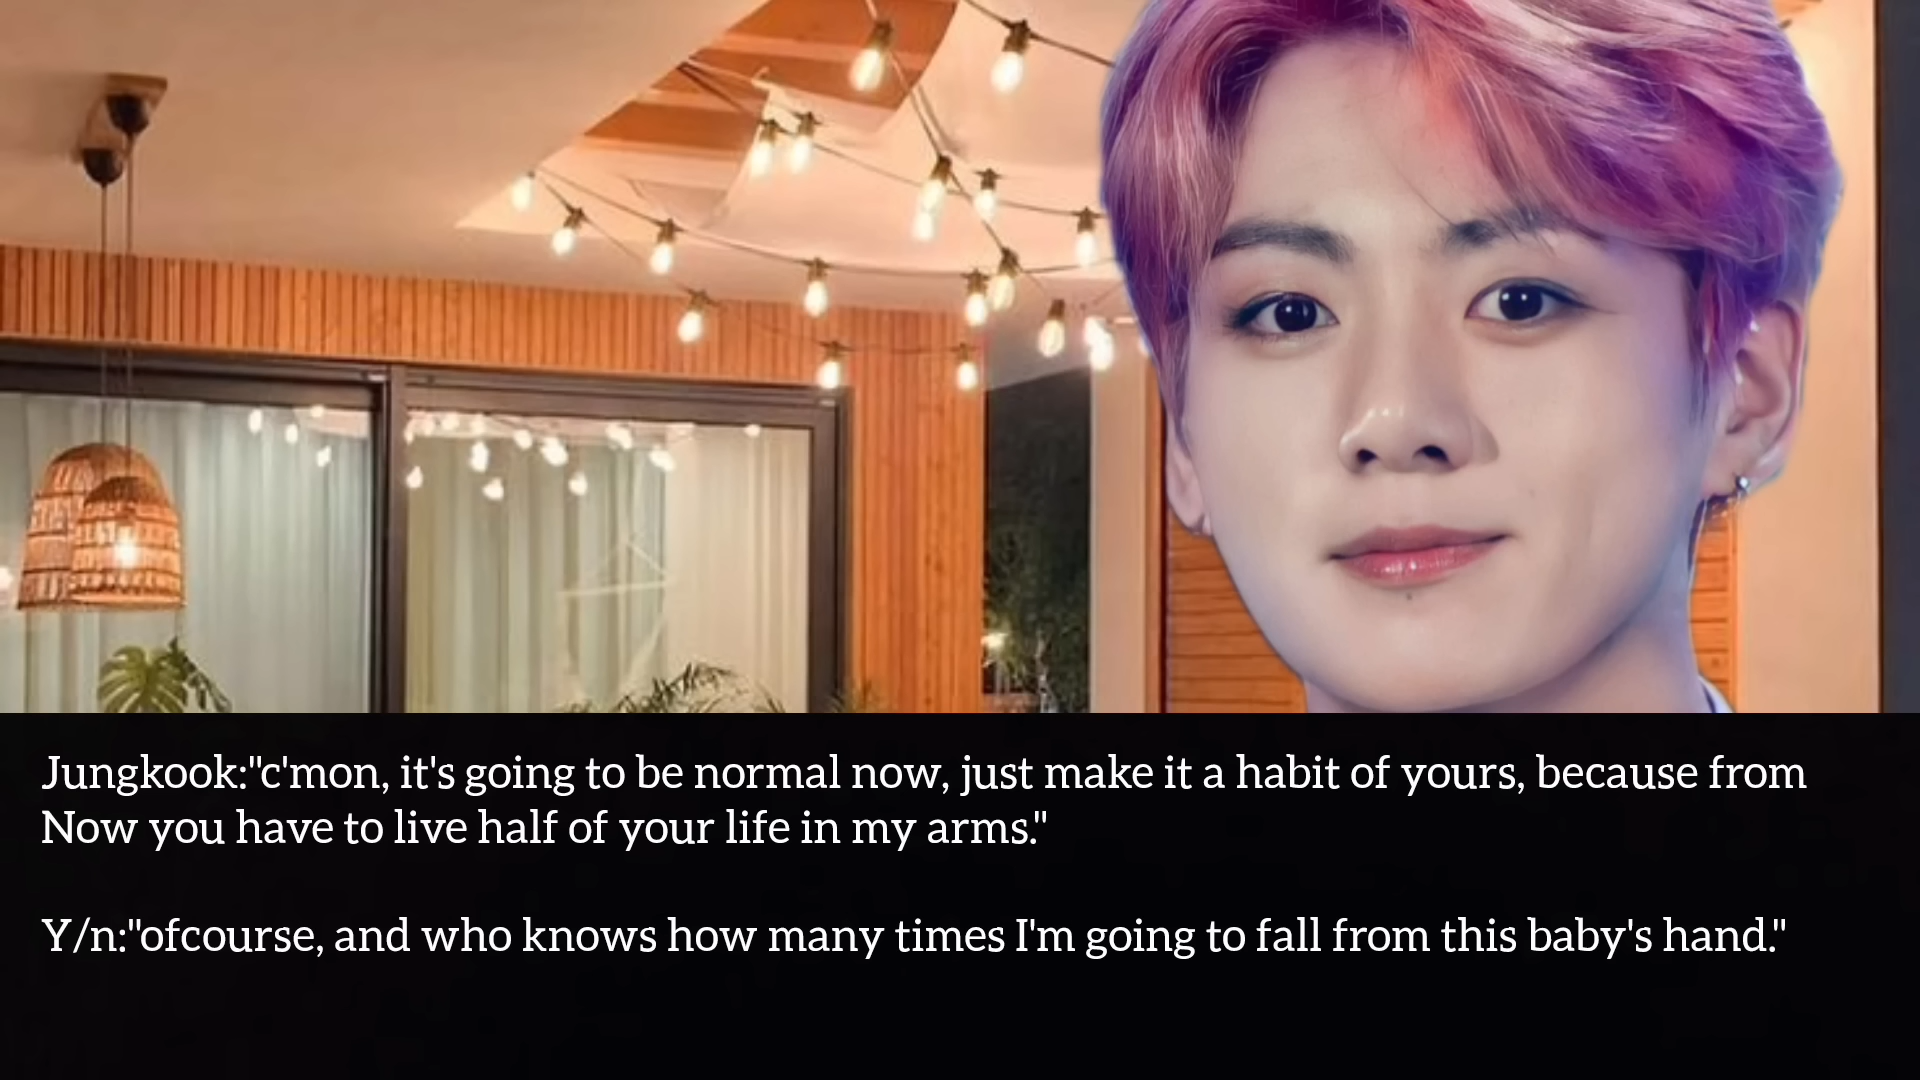 Jungkook:"c'mon, it's going to be normal now, just make it a habit of yours, because from
Now you have to live half of your life in my arms."
Y/n:"ofcourse, and who knows how many times I'm going to fall from this baby's hand."